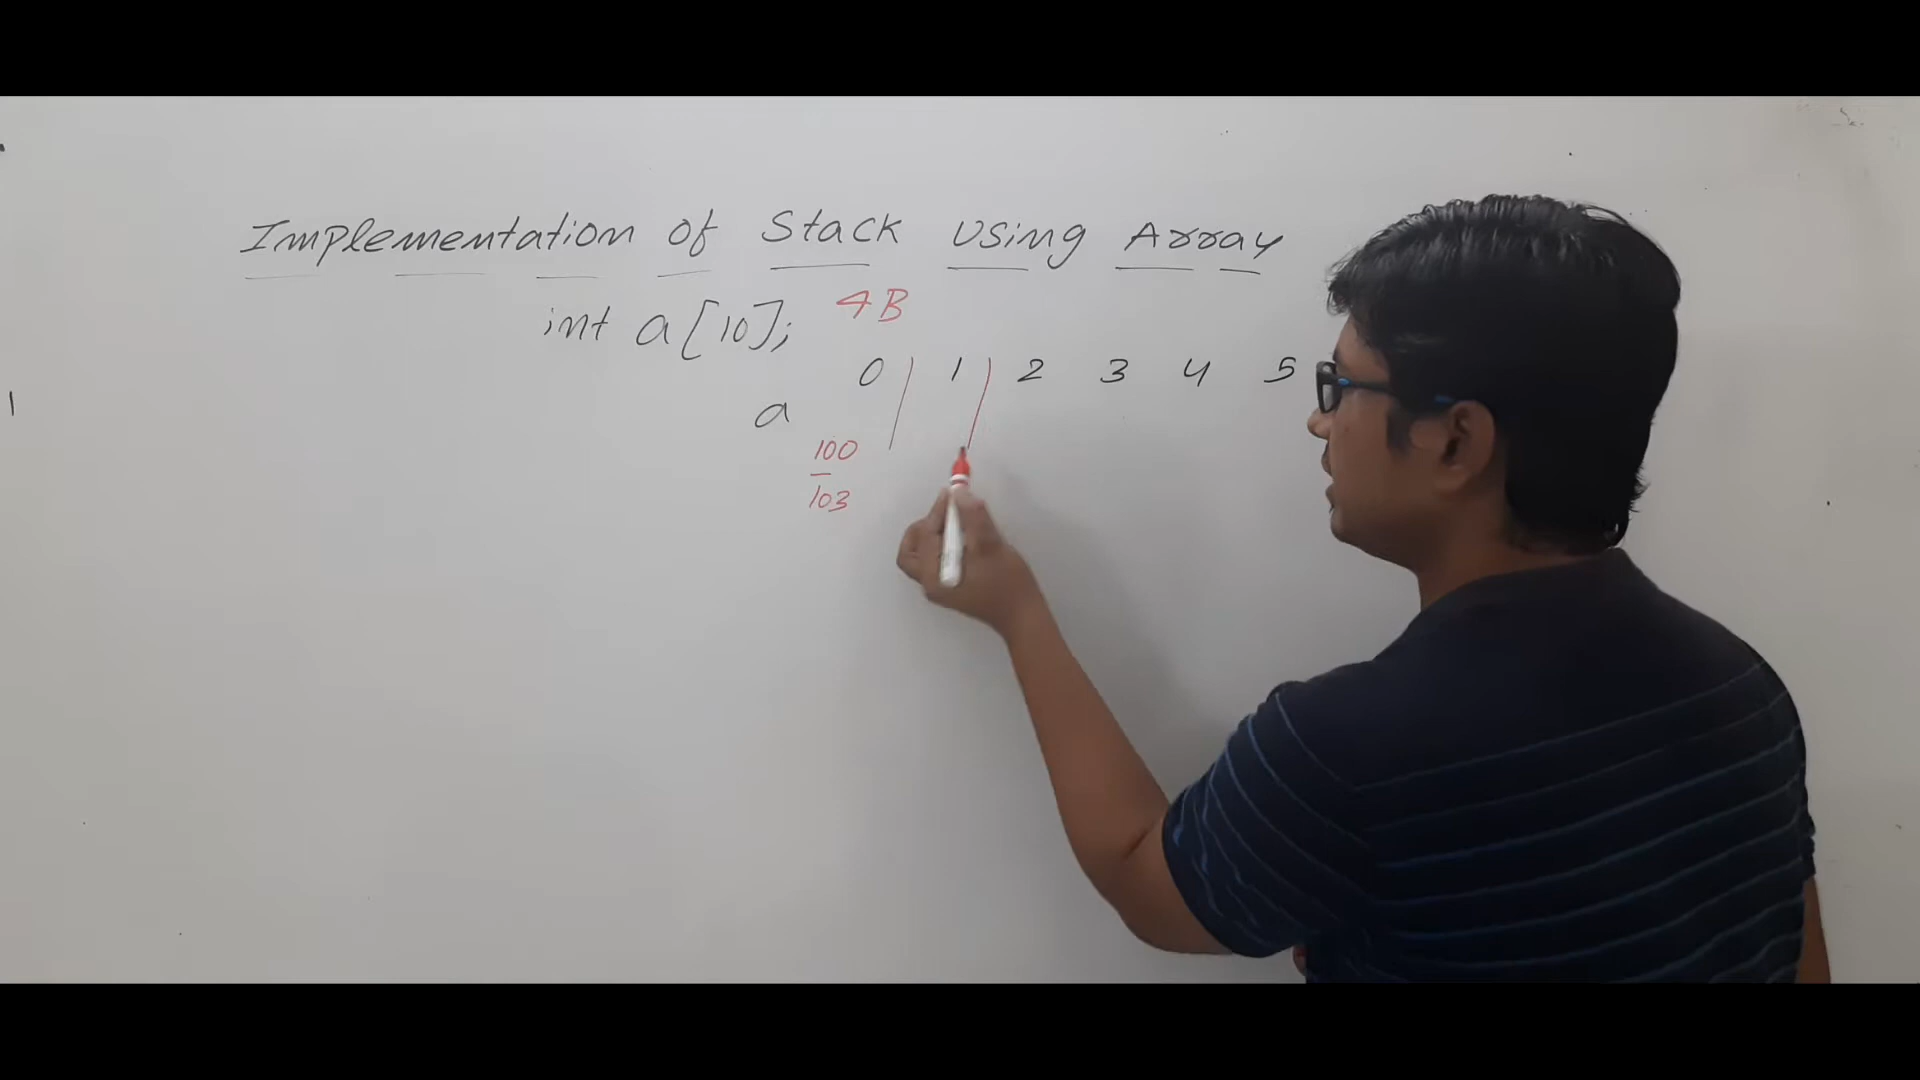 Implementation of Stack Using Array
int a[10]; 4B
0 1 2 3 4 5
a
100
103